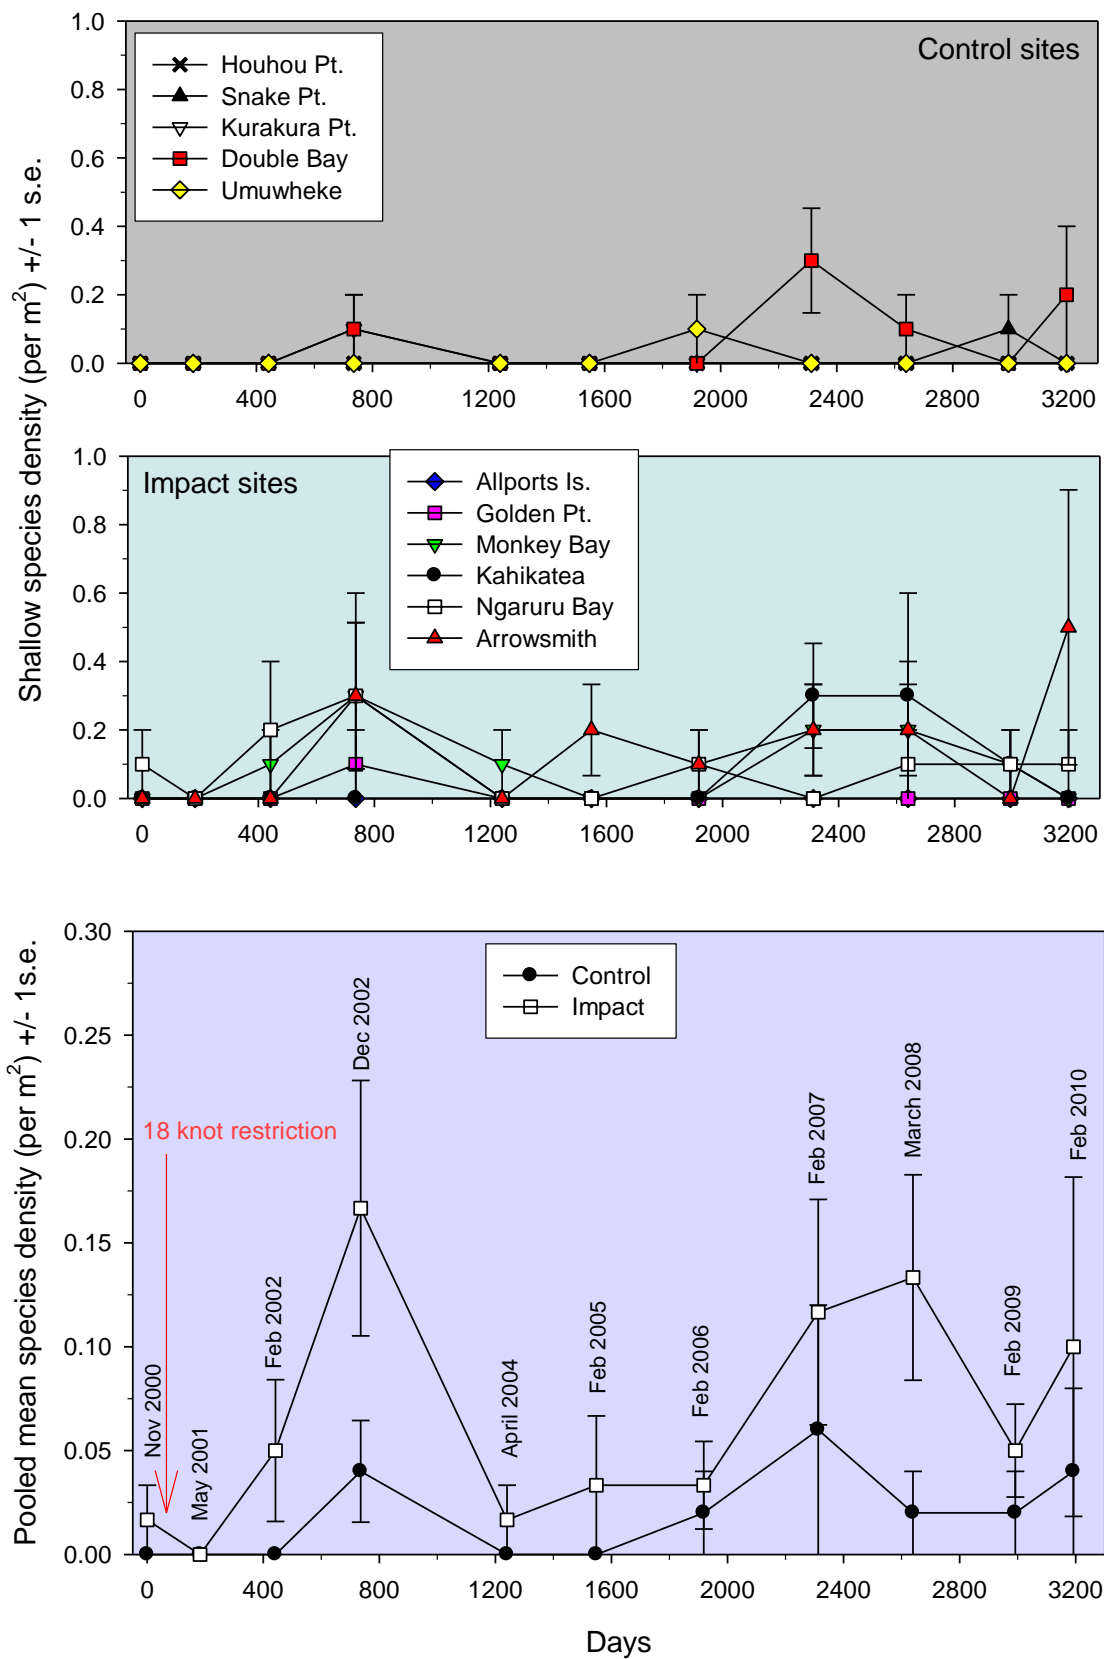 Control sites
Houhou Pt.
Snake Pt.
Kurakura Pt.
Double Bay
Umuwheke
1.0
0.8
0.6
0.4
0.2
0.0
0 400 800 1200 1600 2000 2400 2800 3200
Shallow species density (per m2) +/- 1 s.e.
Impact sites
Allports Is.
Golden Pt.
Monkey Bay
Kahikatea
Ngaruru Bay
Arrowsmith
1.0
0.8
0.6
0.4
0.2
0.0
0 400 800 1200 1600 2000 2400 2800 3200
Pooled mean species density (per m2) +/- 1s.e.
Control
Impact
0.30
0.25
0.20
0.15
0.10
0.05
0.00
18 knot restriction
Nov 2000
May 2001
Feb 2002
Dec 2002
April 2004
Feb 2005
Feb 2006
Feb 2007
March 2008
Feb 2009
Feb 2010
0 400 800 1200 1600 2000 2400 2800 3200
Days